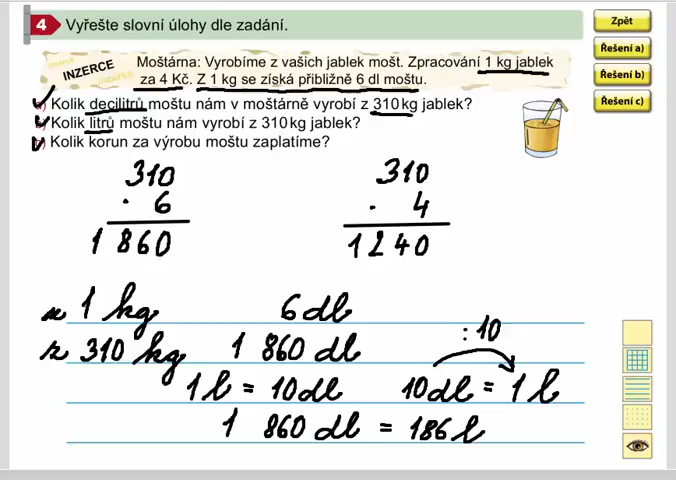 4 Vyřešte slovní úlohy dle zadání.
Zpět
Řešení a)
Řešení b)
Řešení c)
INZERCE
Moštárna: Vyrobíme z vašich jablek mošt. Zpracování 1 kg jablek
za 4 Kč. Z 1 kg se získá přibližně 6 dl moštu.
Kolik decilitrů moštu nám v moštárně vyrobí z 310 kg jablek?
Kolik litrů moštu nám vyrobí z 310 kg jablek?
Kolik korun za výrobu moštu zaplatíme?
310
· 6
1 860
310
· 4
1240
z 1 kg 6 dl
: 10
z 310 kg 1 860 dl
1 l = 10 dl 10 dl = 1 l
1 860 dl = 186 l